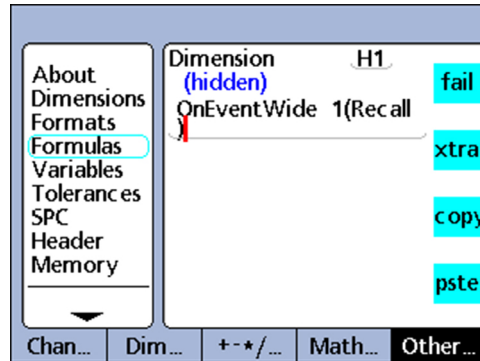 About
Dimensions
Formats
Formulas
Variables
Tolerances
SPC
Header
Memory
Dimension H1
(hidden)
OnEventWide 1(Recall
)
fail
xtra
copy
pste
Chan... Dim... +-*/... Math... Other...